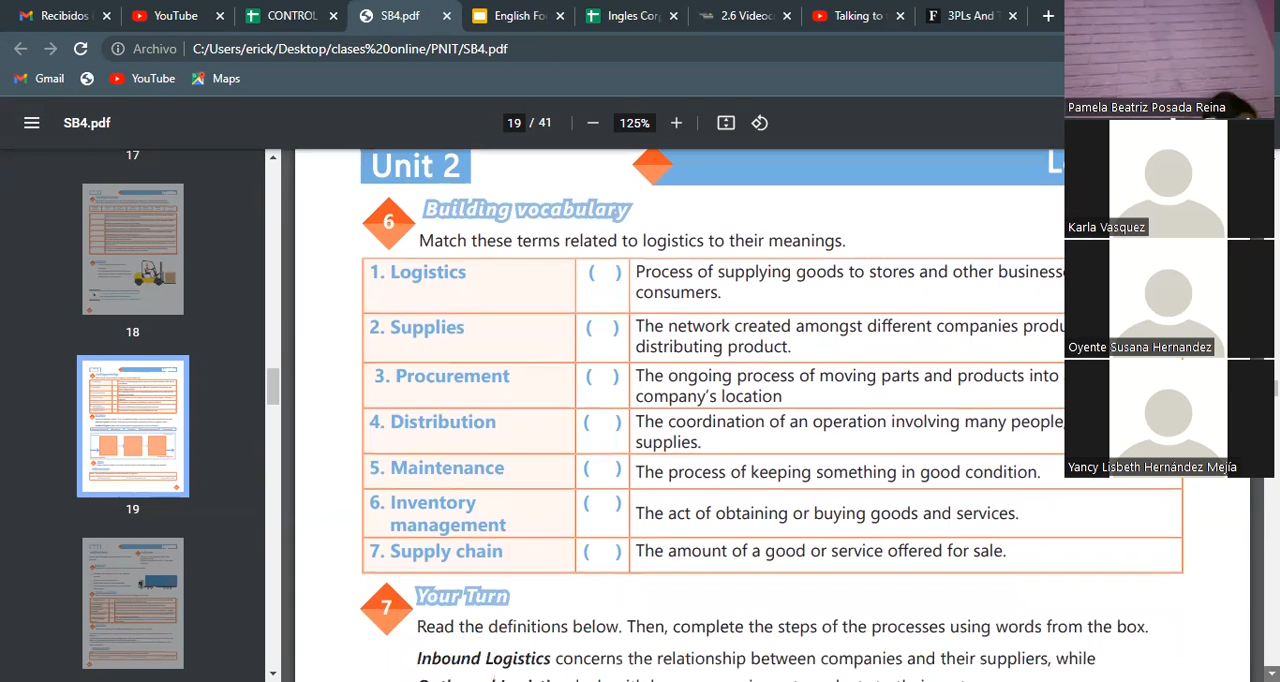 Recibidos
YouTube
CONTROL
SB4.pdf
English Fo
Ingles Cor
2.6 Videoc
Talking to
3PLs And
Archivo
C:/Users/erick/Desktop/clases%20online/PNIT/SB4.pdf
Gmail
YouTube
Maps
SB4.pdf
19 / 41
125%
Pamela Beatriz Posada Reina
Karla Vasquez
Oyente Susana Hernandez
Yancy Lisbeth Hernández Mejía
17
18
19
Unit 2
6 Building vocabulary
Match these terms related to logistics to their meanings.
1. Logistics ( ) Process of supplying goods to stores and other business
consumers.
2. Supplies ( ) The network created amongst different companies produ
distributing product.
3. Procurement ( ) The ongoing process of moving parts and products into
company's location
4. Distribution ( ) The coordination of an operation involving many people,
supplies.
5. Maintenance ( ) The process of keeping something in good condition.
6. Inventory
management ( ) The act of obtaining or buying goods and services.
7. Supply chain ( ) The amount of a good or service offered for sale.
7 Your Turn
Read the definitions below. Then, complete the steps of the processes using words from the box.
Inbound Logistics concerns the relationship between companies and their suppliers, while